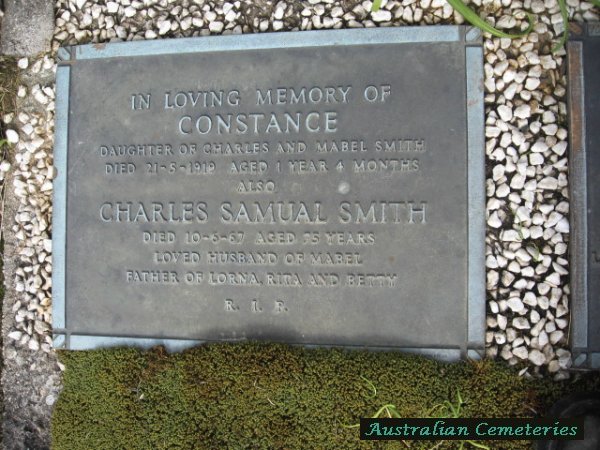 IN LOVING MEMORY OF
CONSTANCE
DAUGHTER OF CHARLES AND MABEL SMITH
DIED 21-5-1919 AGED 1 YEAR 4 MONTHS
ALSO
CHARLES SAMUAL SMITH
DIED 10-6-67 AGED 75 YEARS
LOVED HUSBAND OF MABEL
FATHER OF LORNA, RITA AND BETTY
R. I. P.
Australian Cemeteries